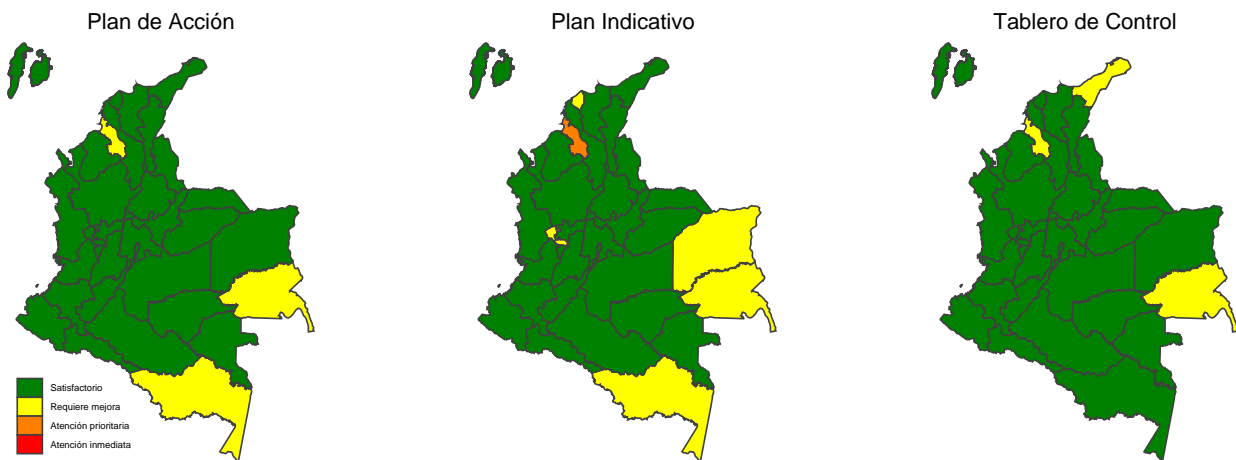 Plan de Acción
Plan Indicativo
Tablero de Control
Satisfactorio
Requiere mejora
Atención prioritaria
Atención inmediata